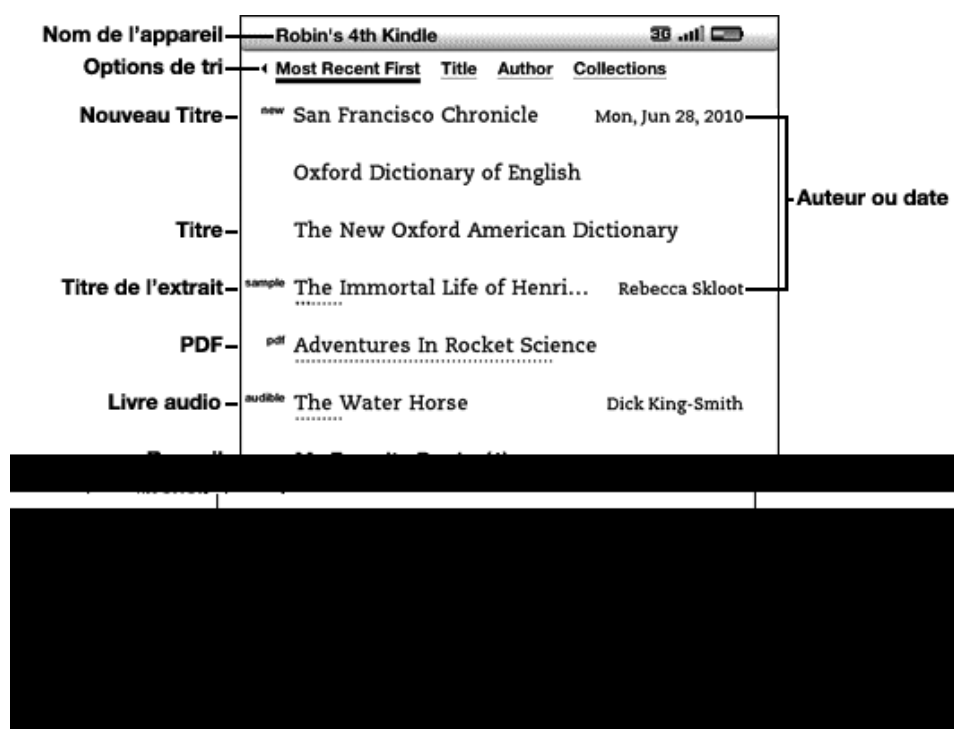 Nom de l'appareil Robin's 4th Kindle 3G
Options de tri Most Recent First Title Author Collections
Nouveau Titre new San Francisco Chronicle Mon, Jun 28, 2010
Oxford Dictionary of English
Auteur ou date
Titre The New Oxford American Dictionary
Titre de l'extrait sample The Immortal Life of Henri... Rebecca Skloot
PDF pdf Adventures In Rocket Science
Livre audio audible The Water Horse Dick King-Smith